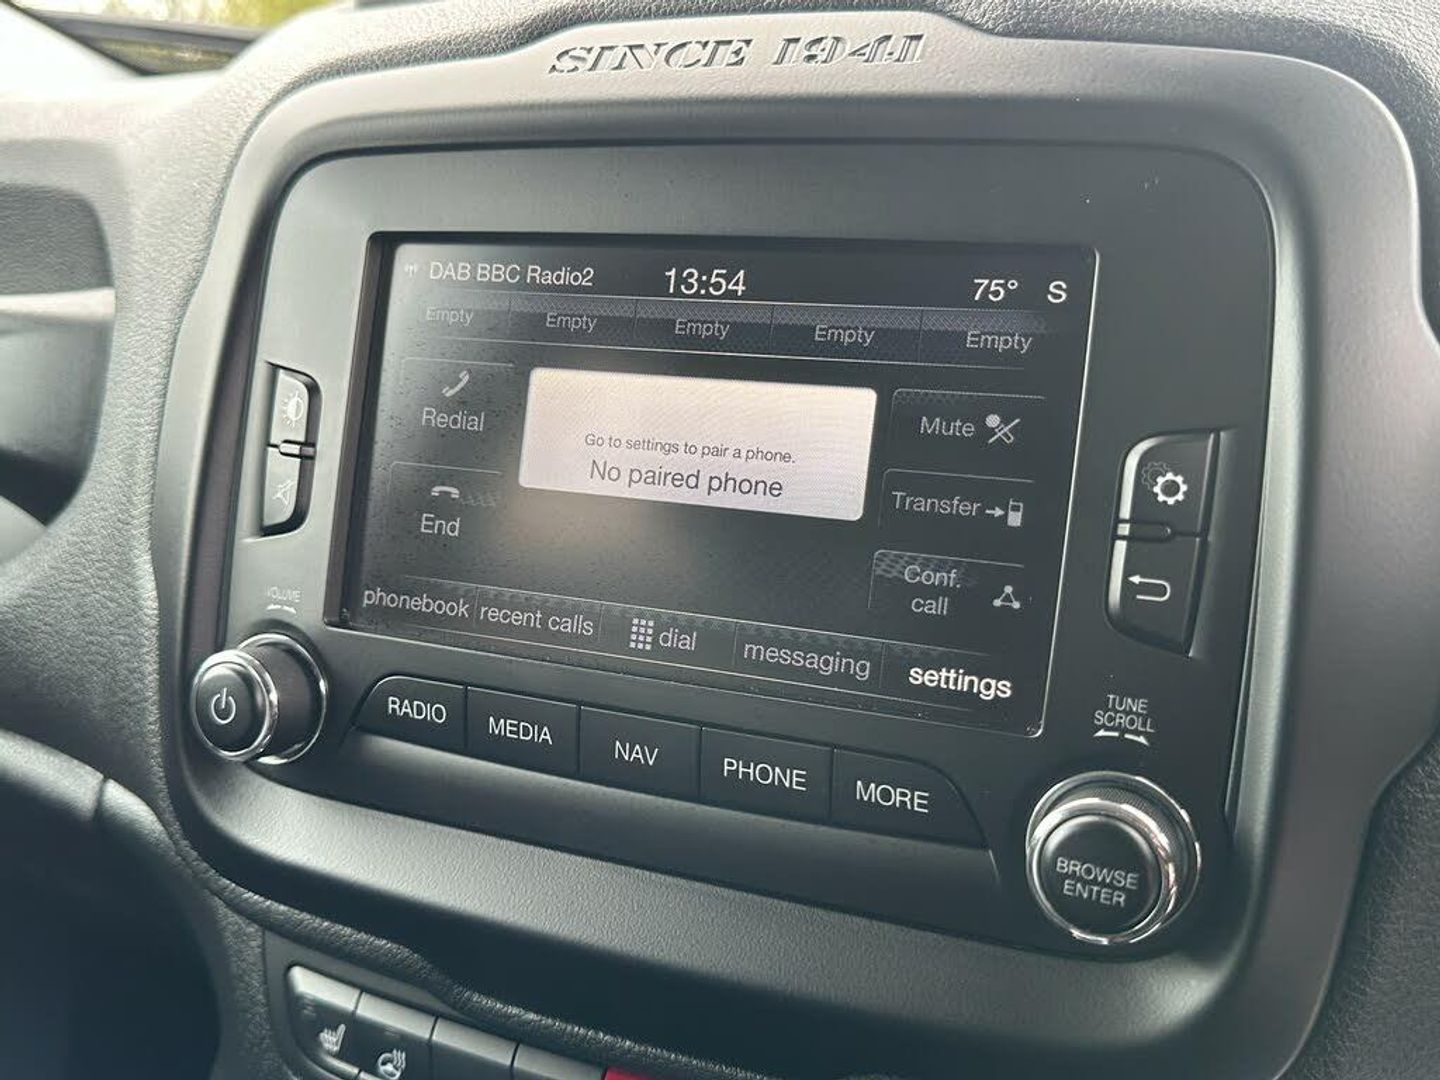 SINCE 1941
DAB BBC Radio2 13:54 75° S
Empty Empty Empty Empty Empty
Redial
Go to settings to pair a phone.
No paired phone
Mute
End
Transfer
Conf.
call
phonebook recent calls dial messaging settings
VOLUME
TUNE
SCROLL
RADIO MEDIA NAV PHONE MORE
BROWSE
ENTER